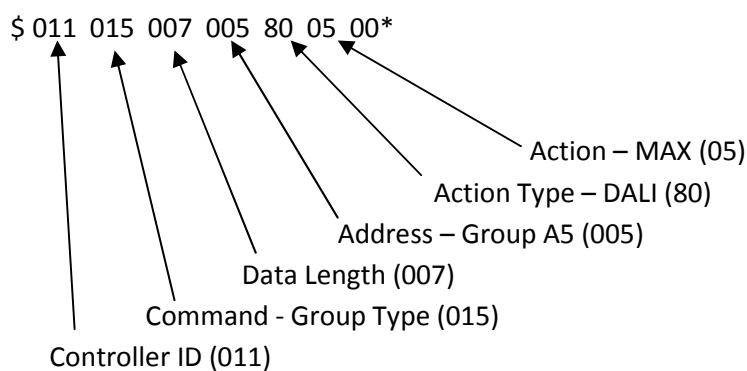 $ 011 015 007 005 80 05 00*
Action – MAX (05)
Action Type – DALI (80)
Address – Group A5 (005)
Data Length (007)
Command - Group Type (015)
Controller ID (011)